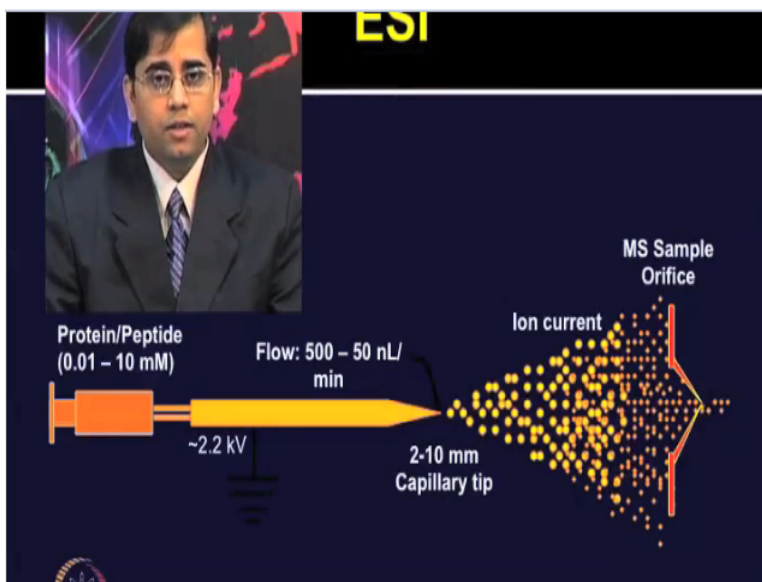 ESI
MS Sample
Orifice
Ion current
Protein/Peptide
(0.01 – 10 mM)
Flow: 500 – 50 nL/
min
~2.2 kV
2-10 mm
Capillary tip